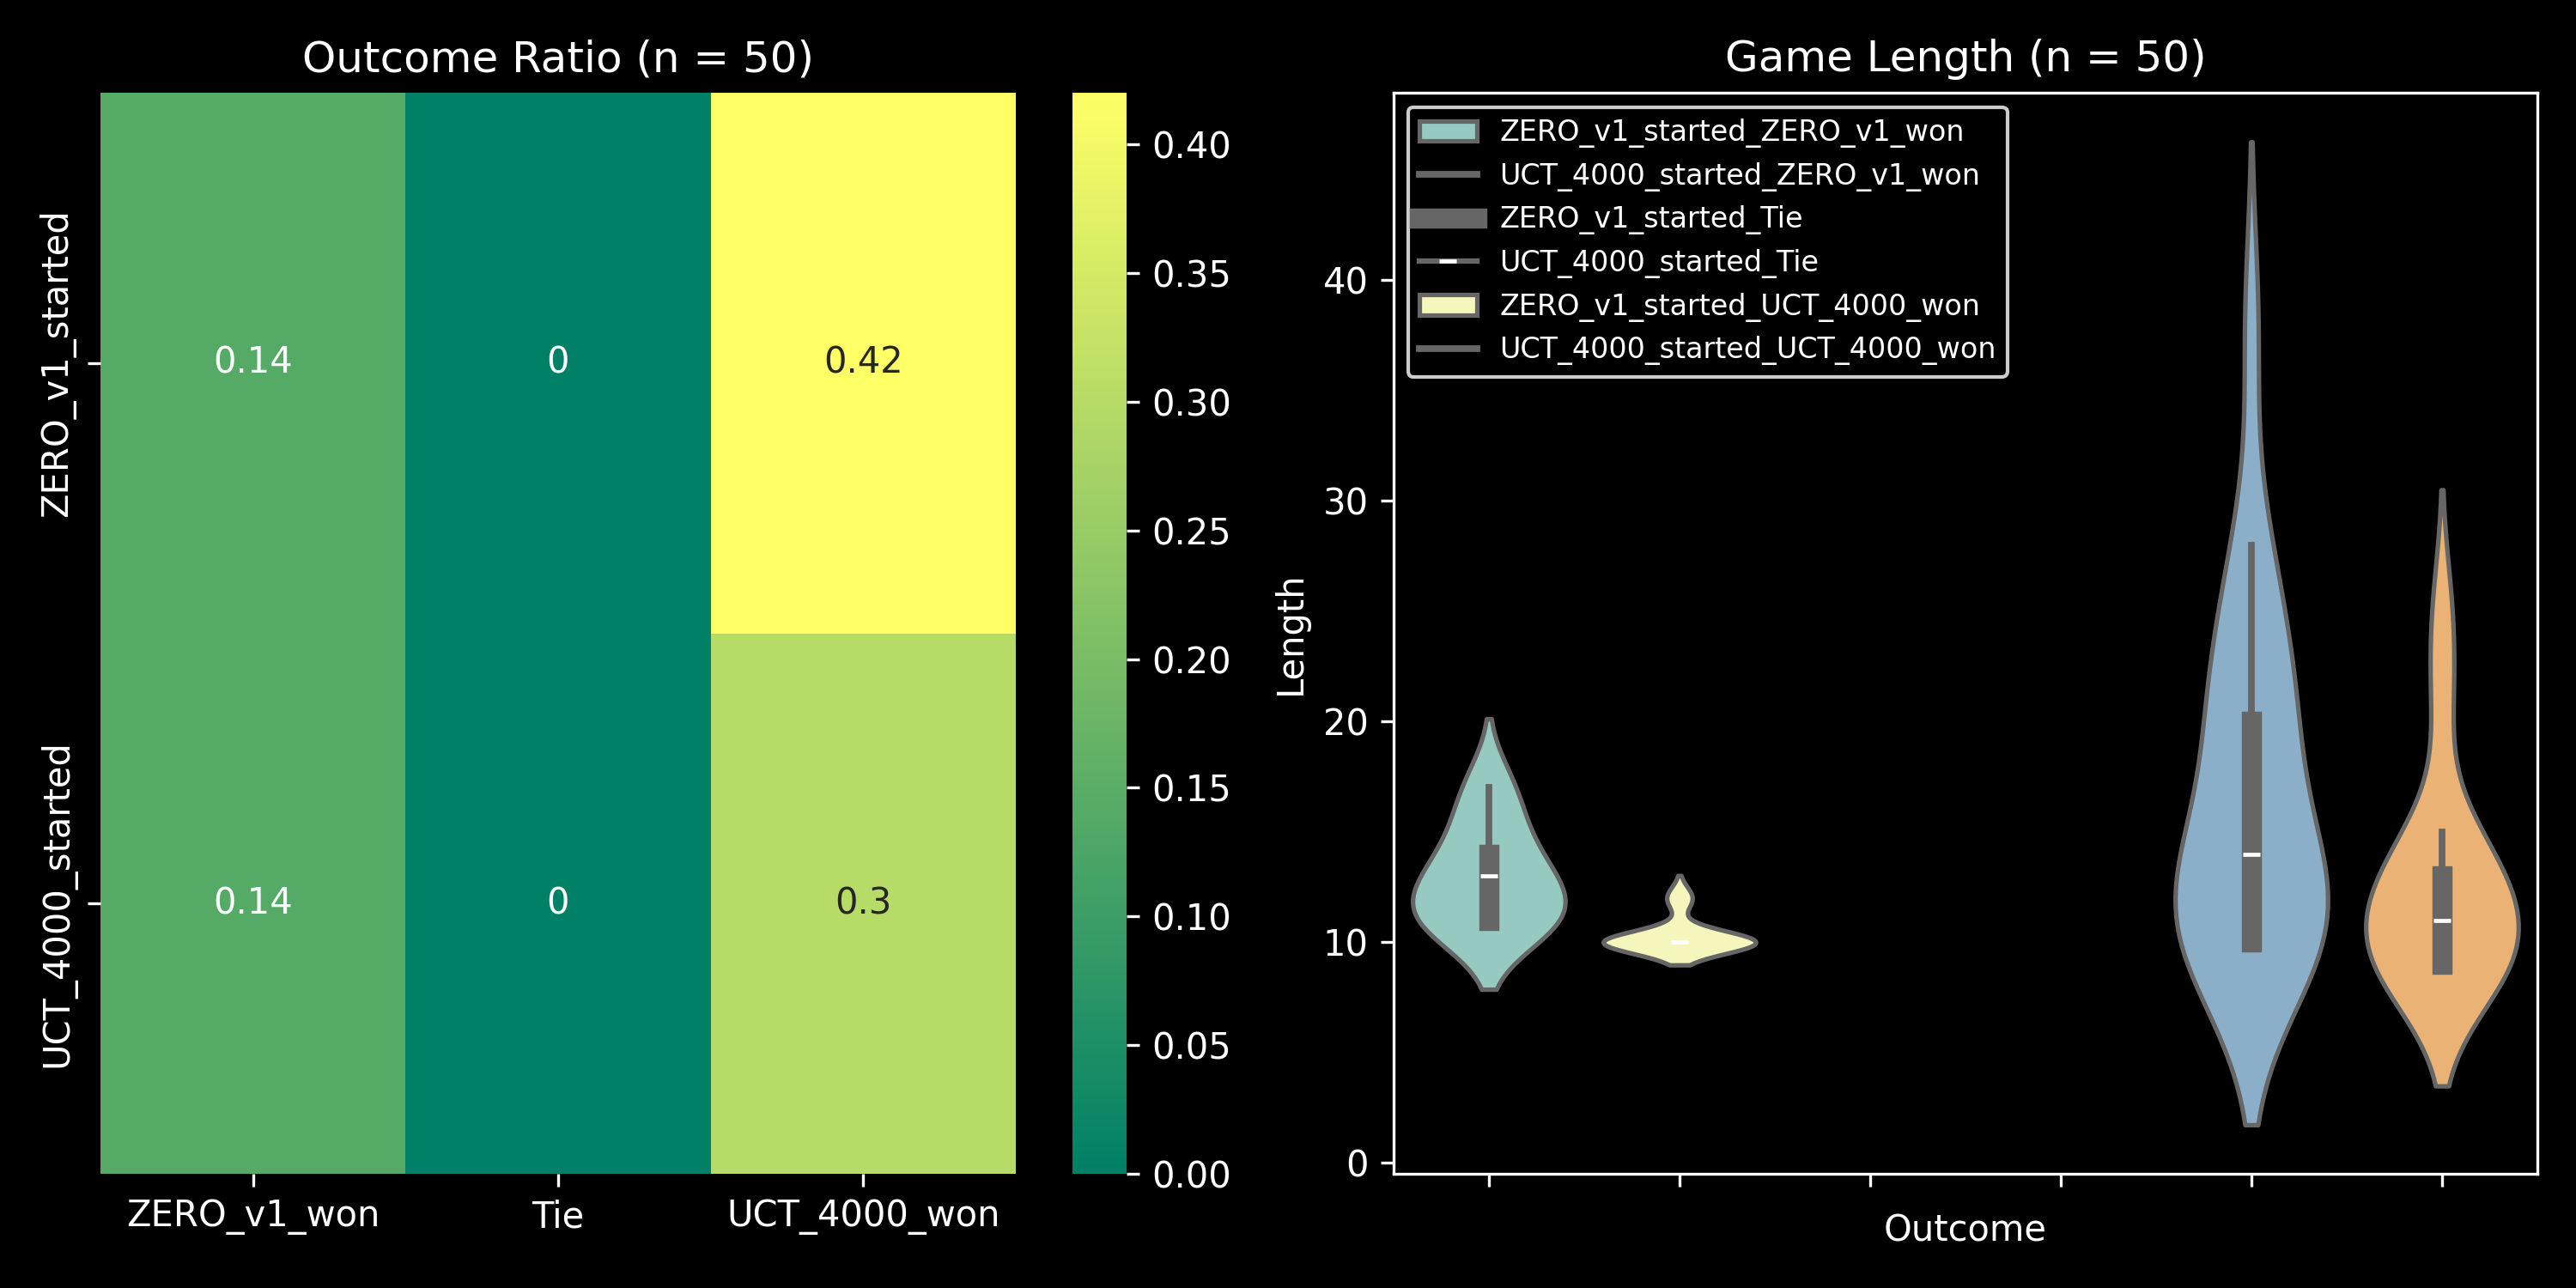 Outcome Ratio (n = 50)
ZERO_v1_started
UCT_4000_started
0.14
0
0.42
0.14
0
0.3
ZERO_v1_won
Tie
UCT_4000_won
0.40
0.35
0.30
0.25
0.20
0.15
0.10
0.05
0.00
Game Length (n = 50)
ZERO_v1_started_ZERO_v1_won
UCT_4000_started_ZERO_v1_won
ZERO_v1_started_Tie
UCT_4000_started_Tie
ZERO_v1_started_UCT_4000_won
UCT_4000_started_UCT_4000_won
Length
40
30
20
10
0
Outcome